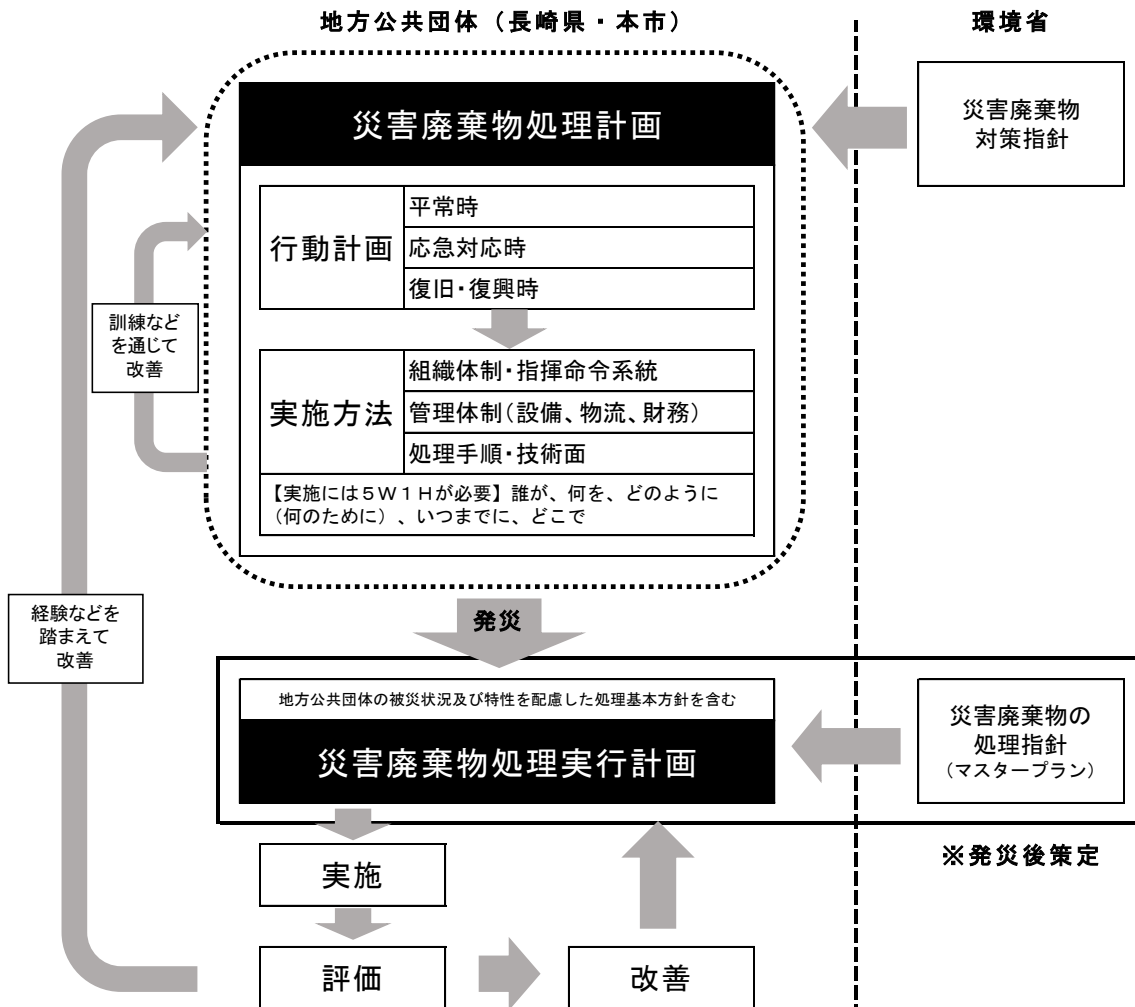 地方公共団体（長崎県・本市）
環境省
災害廃棄物処理計画
災害廃棄物
対策指針
行動計画
平常時
応急対応時
復旧・復興時
訓練など
を通じて
改善
実施方法
組織体制・指揮命令系統
管理体制（設備、物流、財務）
処理手順・技術面
【実施には５Ｗ１Ｈが必要】誰が、何を、どのように
（何のために）、いつまでに、どこで
経験などを
踏まえて
改善
発災
地方公共団体の被災状況及び特性を配慮した処理基本方針を含む
災害廃棄物処理実行計画
災害廃棄物の
処理指針
（マスタープラン）
※発災後策定
実施
評価
改善